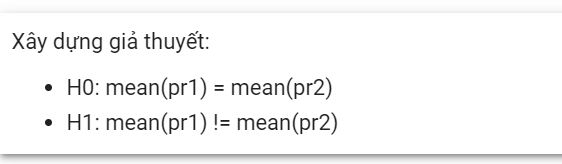 Xây dựng giả thuyết:
• H0: mean(pr1) = mean(pr2)
• H1: mean(pr1) != mean(pr2)